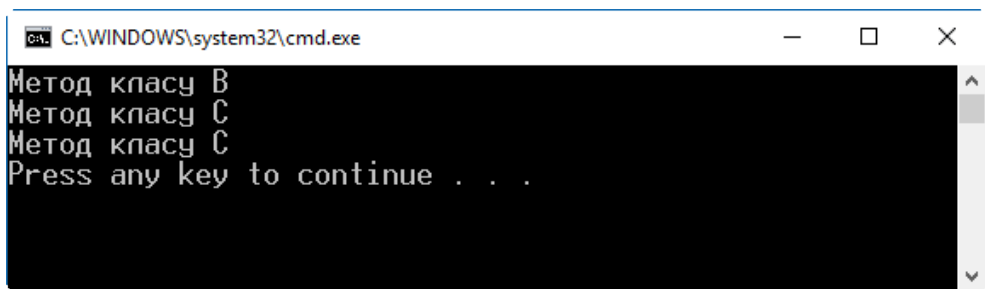 C:\WINDOWS\system32\cmd.exe
Метод класу B
Метод класу C
Метод класу C
Press any key to continue . . .